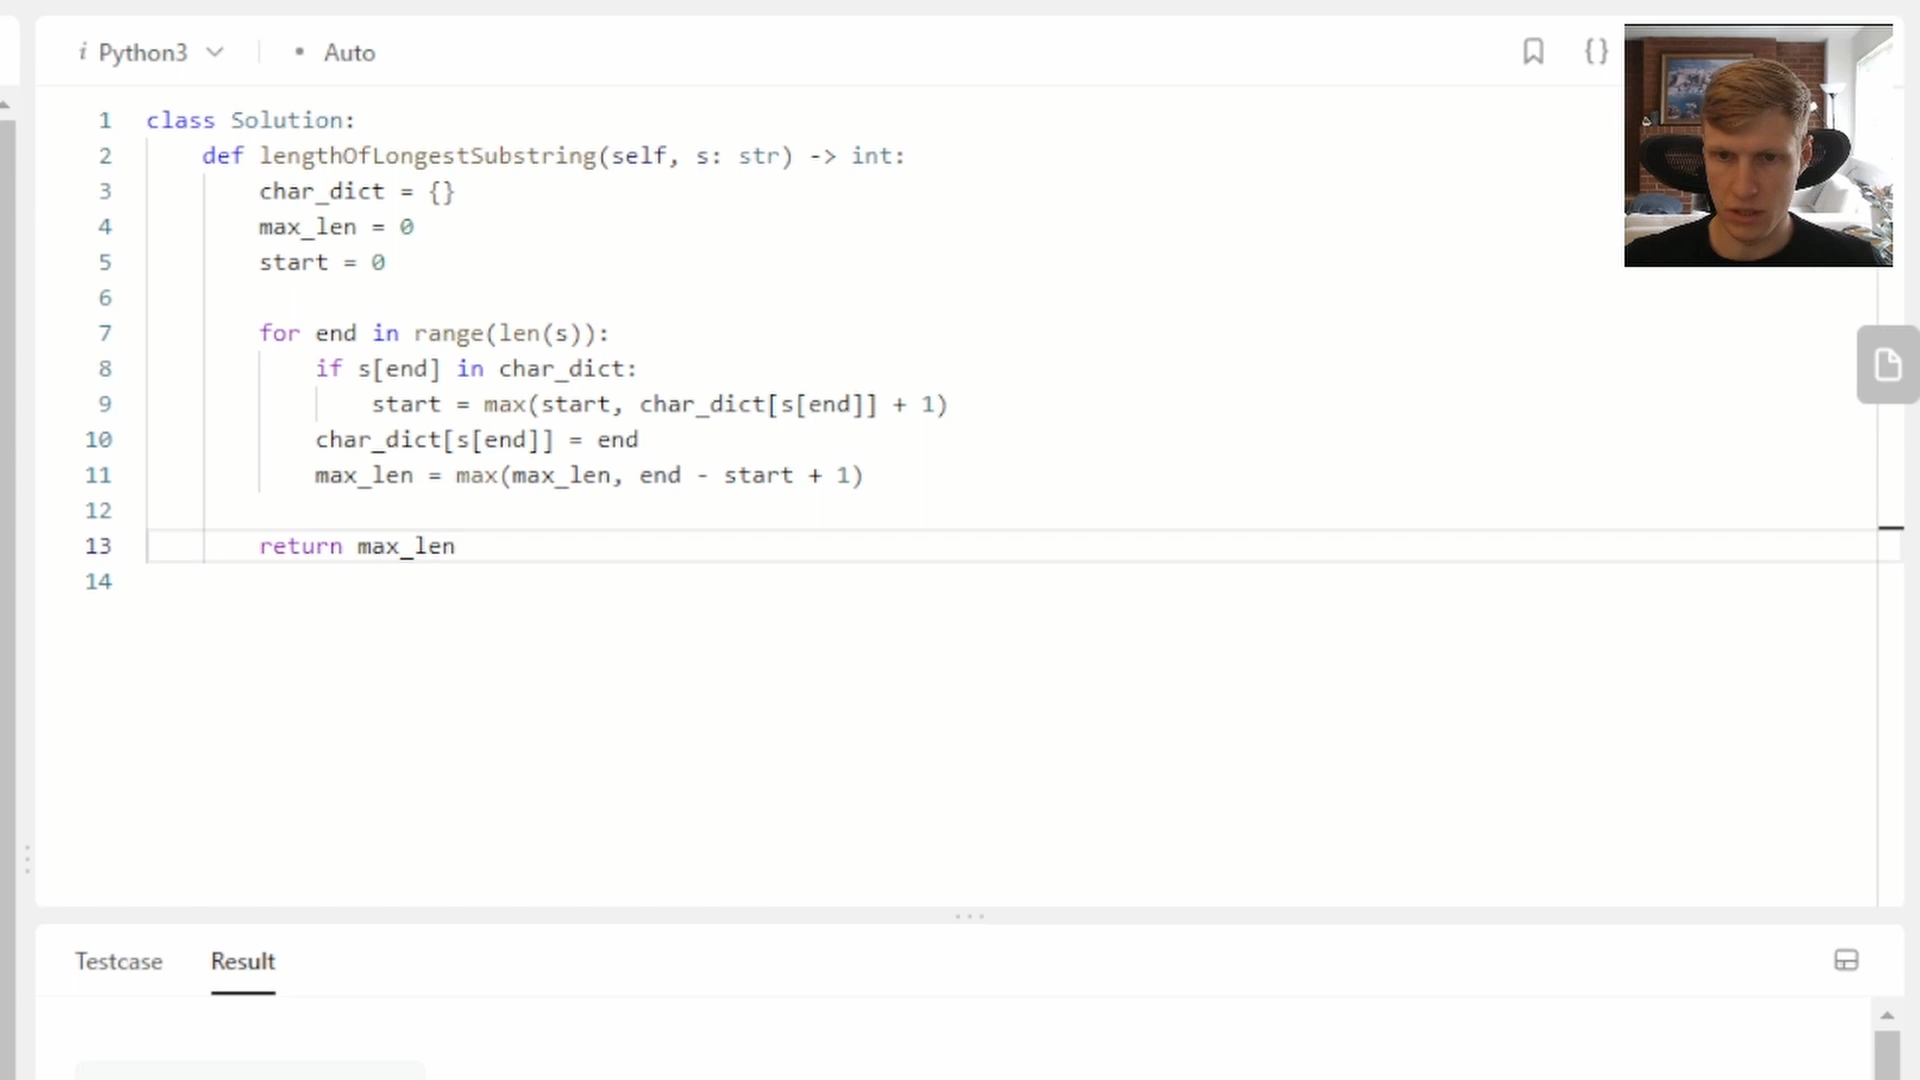 i Python3
• Auto
{}
1 class Solution:
2 def lengthOfLongestSubstring(self, s: str) -> int:
3 char_dict = {}
4 max_len = 0
5 start = 0
6
7 for end in range(len(s)):
8 if s[end] in char_dict:
9 start = max(start, char_dict[s[end]] + 1)
10 char_dict[s[end]] = end
11 max_len = max(max_len, end - start + 1)
12
13 return max_len
14
Testcase Result